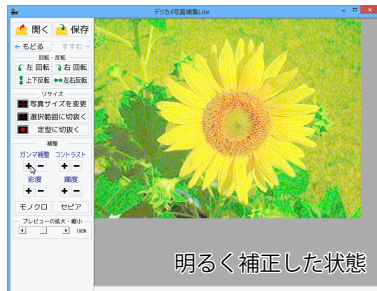 デジカメ写真編集Lite
開く 保存
もどる すすむ
回転・反転
左回転 右回転
上下反転 左右反転
リサイズ
写真サイズを変更
選択範囲に切抜く
定型に切抜く
補整
ガンマ補整 コントラスト
+ - + -
彩度 輝度
+ - + -
モノクロ セピア
プレビューの拡大・縮小
100%
明るく補正した状態